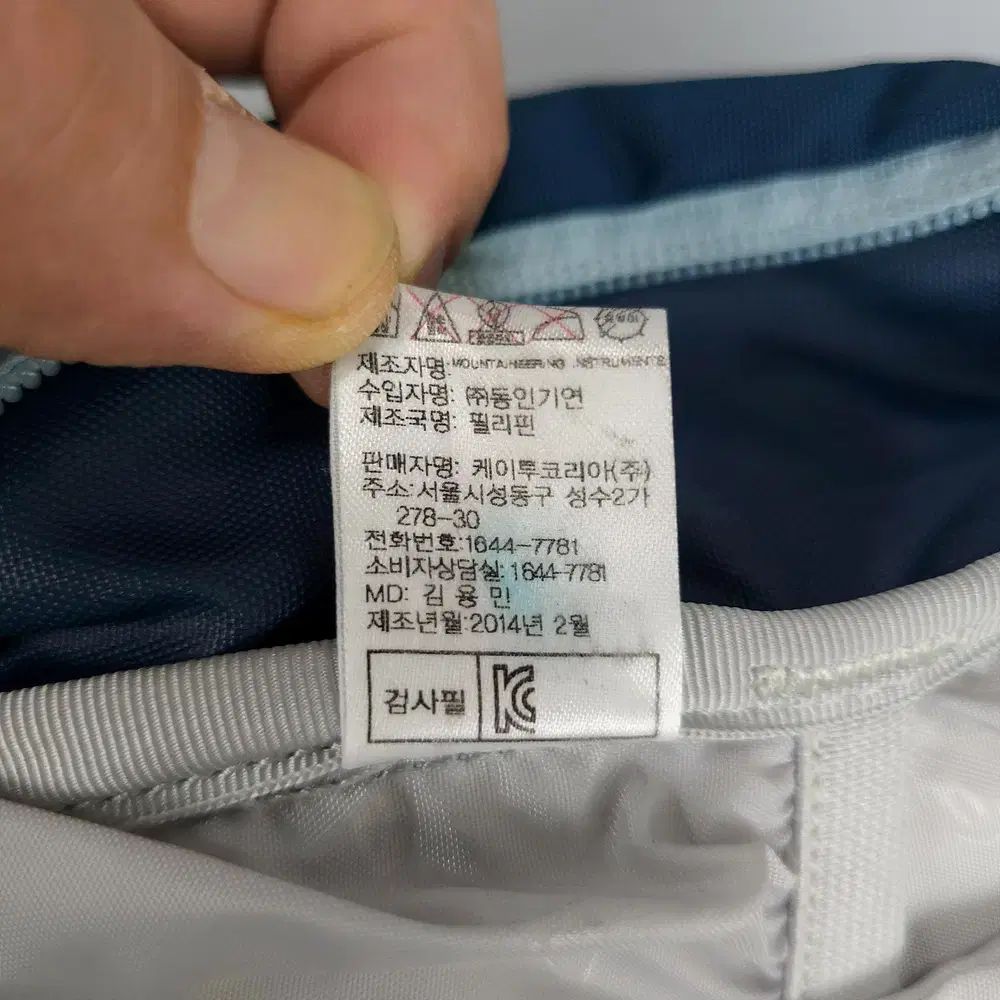 제조자명: MOUNTAINEERING INSTRUMENTS
수입자명: ㈜동인기연
제조국명: 필리핀
판매자명: 케이투코리아(주)
주소:서울시성동구 성수2가
278-30
전화번호:1644-7781
소비자상담실:1644-7781
MD: 김 용 민
제조년월:2014년 2월
검사필 KC